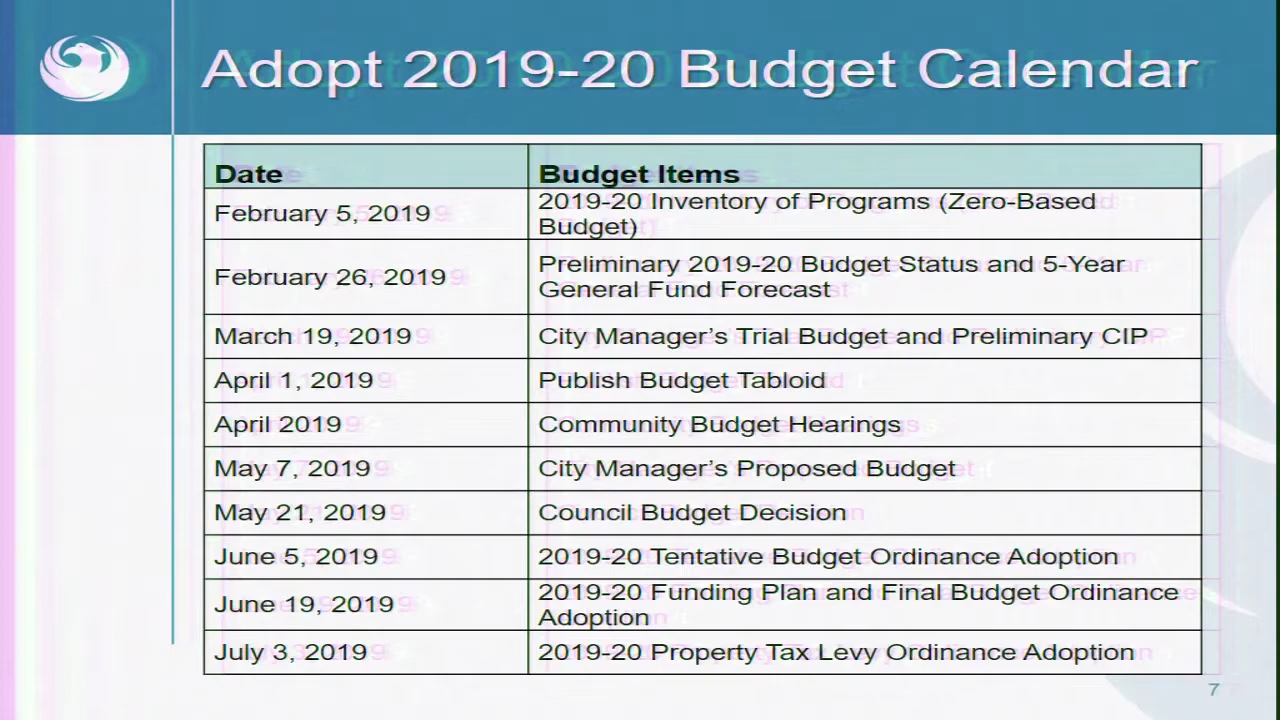 Adopt 2019-20 Budget Calendar
Date
Budget Items
February 5, 2019
2019-20 Inventory of Programs (Zero-Based
Budget)
February 26, 2019
Preliminary 2019-20 Budget Status and 5-Year
General Fund Forecast
March 19, 2019
City Manager's Trial Budget and Preliminary CIP
April 1, 2019
Publish Budget Tabloid
April 2019
Community Budget Hearings
May 7, 2019
City Manager's Proposed Budget
May 21, 2019
Council Budget Decision
June 5, 2019
2019-20 Tentative Budget Ordinance Adoption
June 19, 2019
2019-20 Funding Plan and Final Budget Ordinance
Adoption
July 3, 2019
2019-20 Property Tax Levy Ordinance Adoption
7